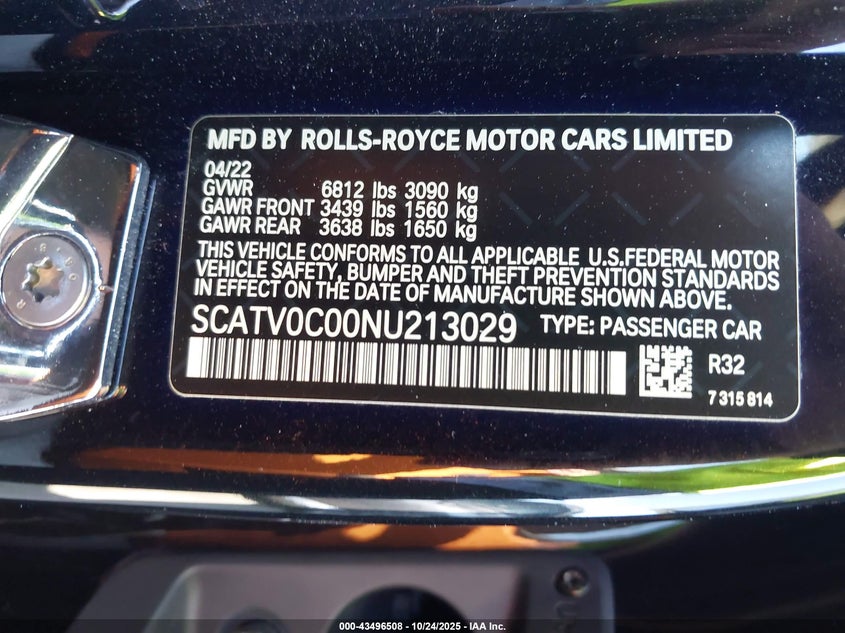 MFD BY ROLLS-ROYCE MOTOR CARS LIMITED
04/22
GVWR 6812 lbs 3090 kg
GAWR FRONT 3439 lbs 1560 kg
GAWR REAR 3638 lbs 1650 kg
THIS VEHICLE CONFORMS TO ALL APPLICABLE U.S.FEDERAL MOTOR
VEHICLE SAFETY, BUMPER AND THEFT PREVENTION STANDARDS
IN EFFECT ON THE DATE OF MANUFACTURE SHOWN ABOVE.
SCATV0C00NU213029 TYPE: PASSENGER CAR
R32
7 315 814
000-43496508 - 10/24/2025 - IAA Inc.